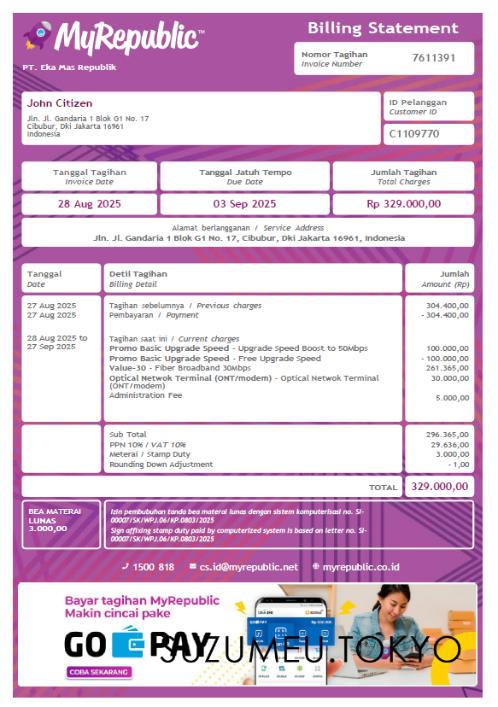 MyRepublic™
Billing Statement
PT. Eka Mas Republik
Nomor Tagihan
Invoice Number
7611391
John Citizen
Jln. Jl. Gandaria 1 Blok G1 No. 17
Cibubur, Dki Jakarta 16961
Indonesia
ID Pelanggan
Customer ID
C1109770
Tanggal Tagihan
Invoice Date
Tanggal Jatuh Tempo
Due Date
Jumlah Tagihan
Total Charges
28 Aug 2025
03 Sep 2025
Rp 329.000,00
Alamat berlangganan / Service Address
Jln. Jl. Gandaria 1 Blok G1 No. 17, Cibubur, Dki Jakarta 16961, Indonesia
Tanggal
Date
Detil Tagihan
Billing Detail
Jumlah
Amount (Rp)
27 Aug 2025 Tagihan sebelumnya / Previous charges 304.400,00
27 Aug 2025 Pembayaran / Payment - 304.400,00
28 Aug 2025 to Tagihan saat ini / Current charges
27 Sep 2025 Promo Basic Upgrade Speed - Upgrade Speed Boost to 50Mbps 100.000,00
Promo Basic Upgrade Speed - Free Upgrade Speed - 100.000,00
Value-30 - Fiber Broadband 30Mbps 261.365,00
Optical Netwok Terminal (ONT/modem) - Optical Netwok Terminal 30.000,00
(ONT/modem)
Administration Fee 5.000,00
Sub Total 296.365,00
PPN 10% / VAT 10% 29.636,00
Meterai / Stamp Duty 3.000,00
Rounding Down Adjustment - 1,00
TOTAL 329.000,00
BEA MATERAI
LUNAS
3.000,00
Izin pembubuhan tanda bea materai lunas dengan sistem komputerisasi no. SI-
00007/SK/WPJ.06/KP.0803/2025
Sign affixing stamp duty paid by computerized system is based on letter no. SI-
00007/SK/WPJ.06/KP.0803/2025
1500 818 cs.id@myrepublic.net myrepublic.co.id
Bayar tagihan MyRepublic
Makin cincai pake
GO PAY
SUZUMEU.TOKYO
COBA SEKARANG